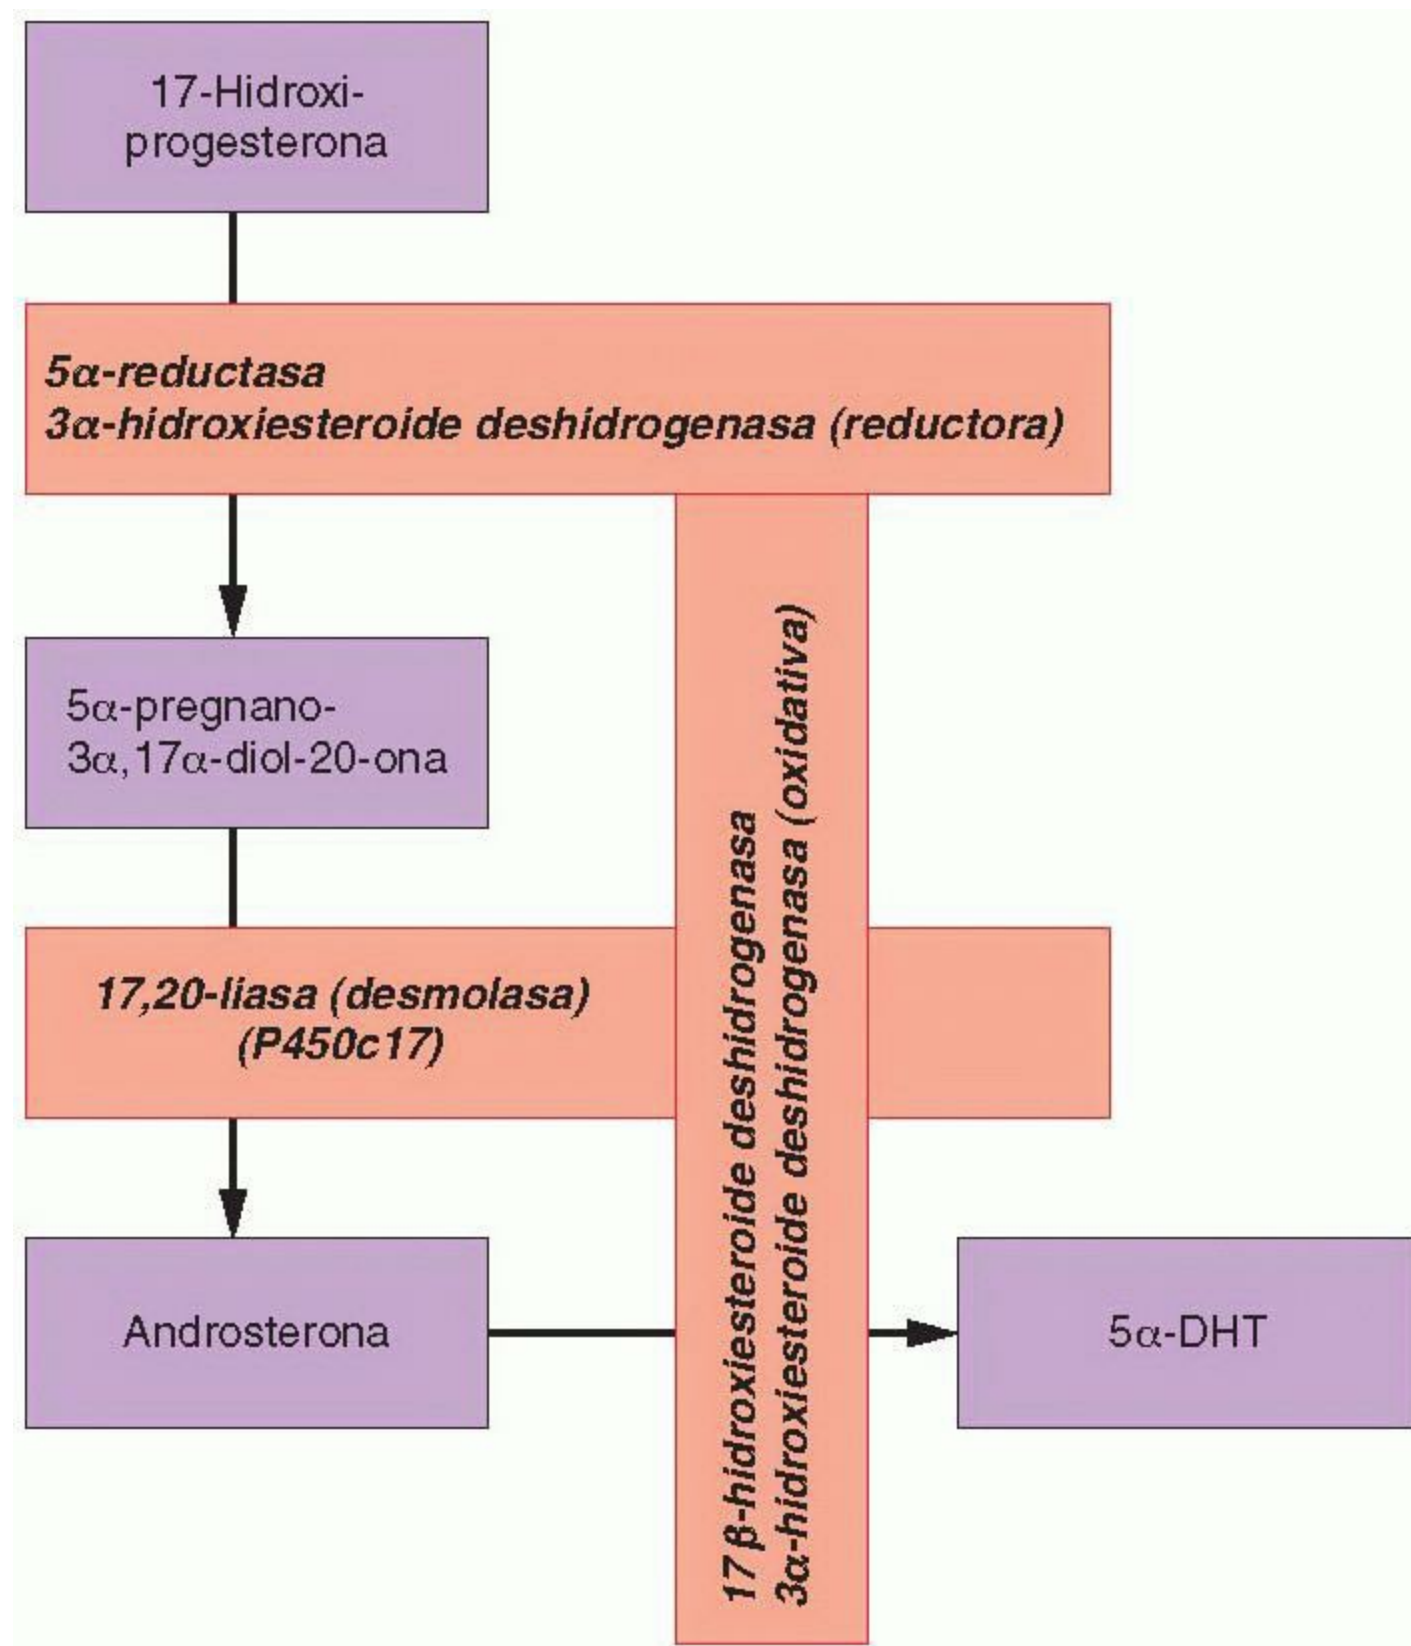 17-Hidroxi-
progesterona
5α-reductasa
3α-hidroxiesteroide deshidrogenasa (reductora)
5α-pregnano-
3α,17α-diol-20-ona
17,20-liasa (desmolasa)
(P450c17)
17β-hidroxiesteroide deshidrogenasa
3α-hidroxiesteroide deshidrogenasa (oxidativa)
Androsterona
5α-DHT